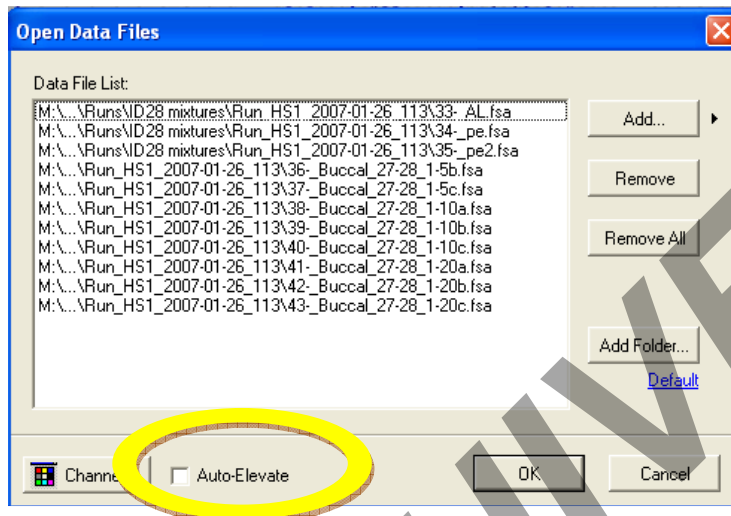 Open Data Files
Data File List:
M:\...\Runs\ID28 mixtures\Run_HS1_2007-01-26_113\33-_AL.fsa
M:\...\Runs\ID28 mixtures\Run_HS1_2007-01-26_113\34-_pe.fsa
M:\...\Runs\ID28 mixtures\Run_HS1_2007-01-26_113\35-_pe2.fsa
M:\...\Run_HS1_2007-01-26_113\36-_Buccal_27-28_1-5b.fsa
M:\...\Run_HS1_2007-01-26_113\37-_Buccal_27-28_1-5c.fsa
M:\...\Run_HS1_2007-01-26_113\38-_Buccal_27-28_1-10a.fsa
M:\...\Run_HS1_2007-01-26_113\39-_Buccal_27-28_1-10b.fsa
M:\...\Run_HS1_2007-01-26_113\40-_Buccal_27-28_1-10c.fsa
M:\...\Run_HS1_2007-01-26_113\41-_Buccal_27-28_1-20a.fsa
M:\...\Run_HS1_2007-01-26_113\42-_Buccal_27-28_1-20b.fsa
M:\...\Run_HS1_2007-01-26_113\43-_Buccal_27-28_1-20c.fsa
Add...
Remove
Remove All
Add Folder...
Default
Auto-Elevate
OK
Cancel